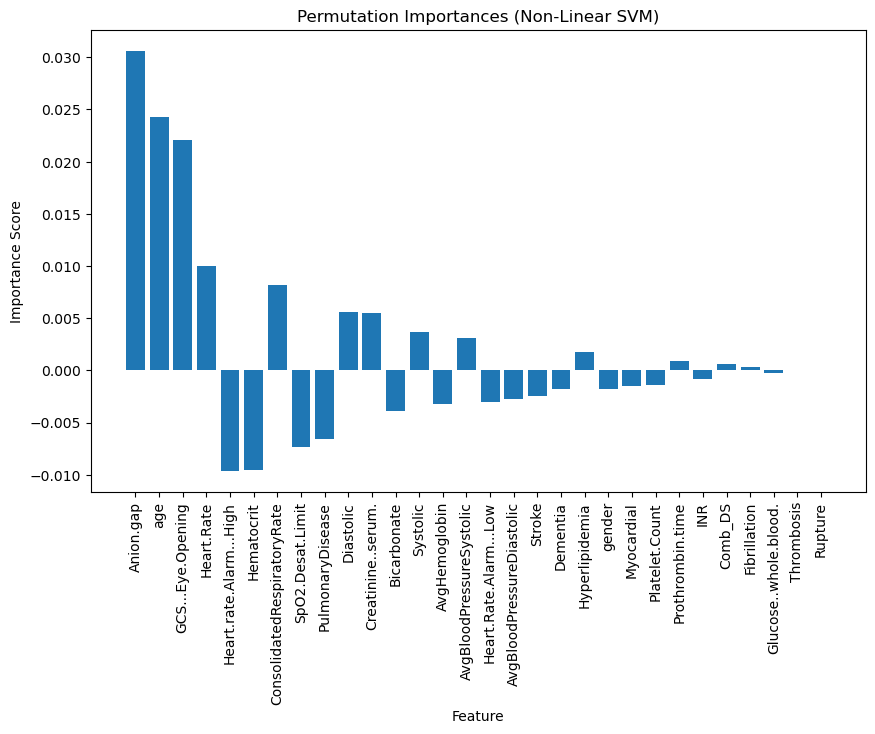 Permutation Importances (Non-Linear SVM)
Importance Score
0.030
0.025
0.020
0.015
0.010
0.005
0.000
−0.005
−0.010
Anion.gap
age
GCS...Eye.Opening
Heart.Rate
Heart.rate.Alarm...High
Hematocrit
ConsolidatedRespiratoryRate
SpO2.Desat.Limit
PulmonaryDisease
Diastolic
Creatinine..serum.
Bicarbonate
Systolic
AvgHemoglobin
AvgBloodPressureSystolic
Heart.Rate.Alarm...Low
AvgBloodPressureDiastolic
Stroke
Dementia
Hyperlipidemia
gender
Myocardial
Platelet.Count
Prothrombin.time
INR
Comb_DS
Fibrillation
Glucose..whole.blood.
Thrombosis
Rupture
Feature